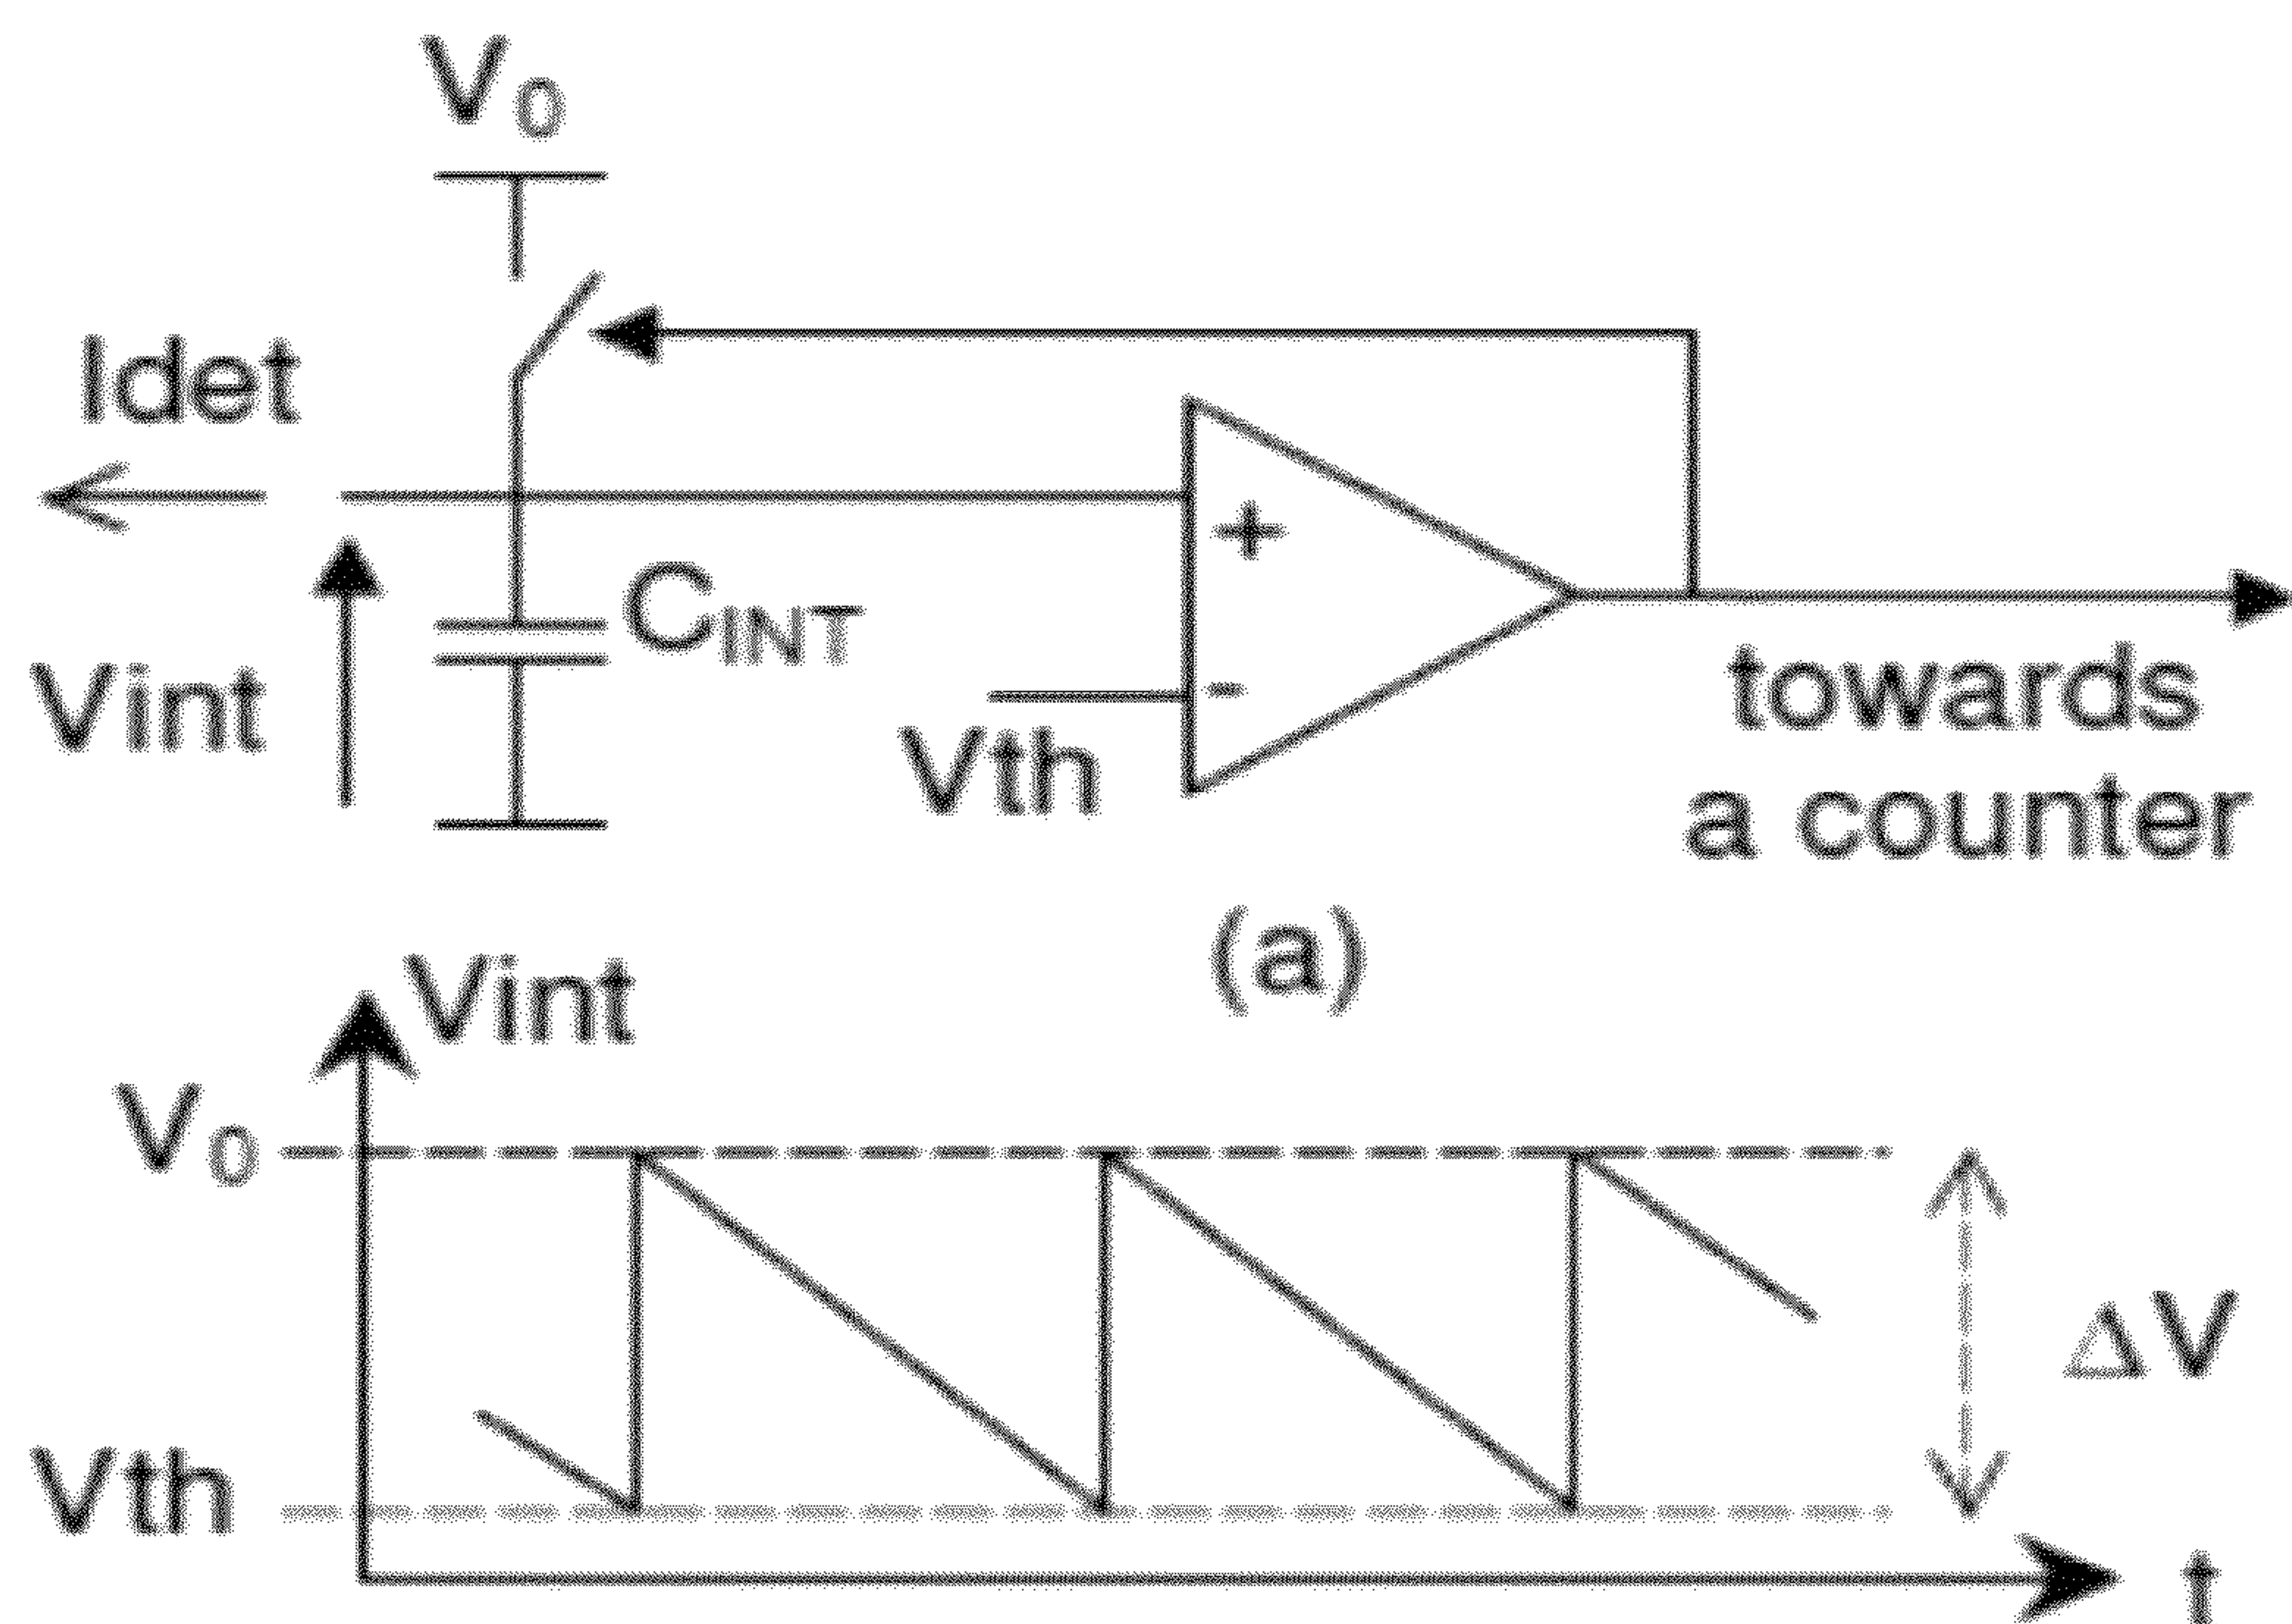 V0
Idet
+
CINT
Vint
-
Vth
towards
a counter
(a)
Vint
V0
ΔV
Vth
t